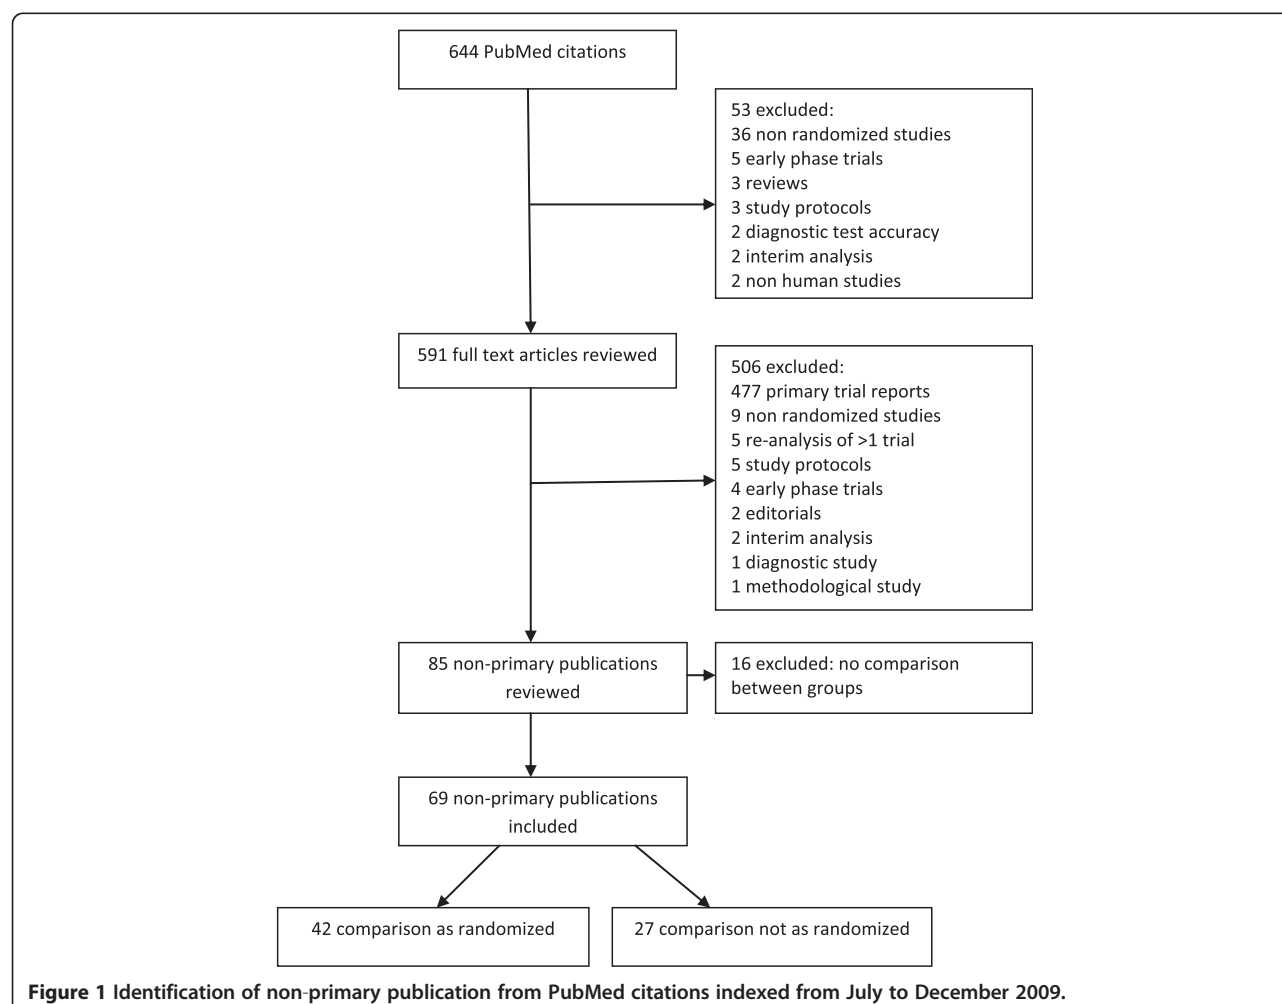 644 PubMed citations
53 excluded:
36 non randomized studies
5 early phase trials
3 reviews
3 study protocols
2 diagnostic test accuracy
2 interim analysis
2 non human studies
591 full text articles reviewed
506 excluded:
477 primary trial reports
9 non randomized studies
5 re-analysis of >1 trial
5 study protocols
4 early phase trials
2 editorials
2 interim analysis
1 diagnostic study
1 methodological study
85 non-primary publications
reviewed
16 excluded: no comparison
between groups
69 non-primary publications
included
42 comparison as randomized
27 comparison not as randomized
Figure 1 Identification of non-primary publication from PubMed citations indexed from July to December 2009.